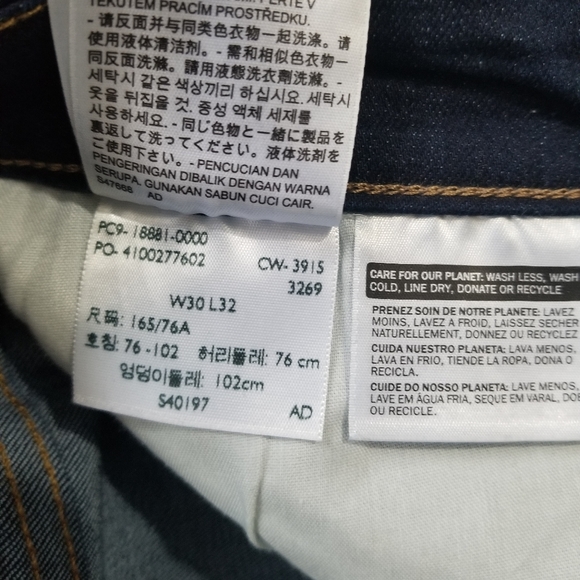 TEKUTÉM PRACÍM PROSTŘEDKU.
- 请翻面并与同类色衣物一起洗涤。请
使用液体清洁剂。- 需和相似色衣物一
同反面洗滌。請用液態洗衣劑洗滌。-
세탁시 같은 색상끼리 하십시요. 세탁시
옷을 뒤집을 것. 중성 액체 세제를
사용하세요. - 同じ色物と一緒に製品を
裏返して洗ってください。液体洗剤を
ご使用下さい。- PENCUCIAN DAN
PENGERINGAN DIBALIK DENGAN WARNA
SERUPA. GUNAKAN SABUN CUCI CAIR.
S47668 AD
PC9- 18881-0000
PO- 4100277602
CW- 3915
3269
W30 L32
尺码: 165/76A
호칭: 76 -102 허리둘레: 76 cm
엉덩이둘레: 102cm
S40197 AD
CARE FOR OUR PLANET: WASH LESS, WASH
COLD, LINE DRY, DONATE OR RECYCLE
PRENEZ SOIN DE NOTRE PLANETE: LAVEZ
MOINS, LAVEZ A FROID, LAISSEZ SECHER
NATURELLEMENT, DONNEZ OU RECYCLEZ
CUIDA NUESTRO PLANETA: LAVA MENOS,
LAVA EN FRIO, TIENDE LA ROPA, DONA O
RECICLA.
CUIDE DO NOSSO PLANETA: LAVE MENOS,
LAVE EM ÁGUA FRIA, SEQUE EM VARAL, DOE
OU RECICLE.